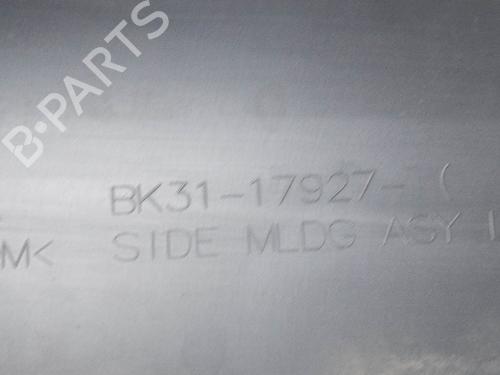 B-PARTS
BK31-17927-
M< SIDE MLDG ASY